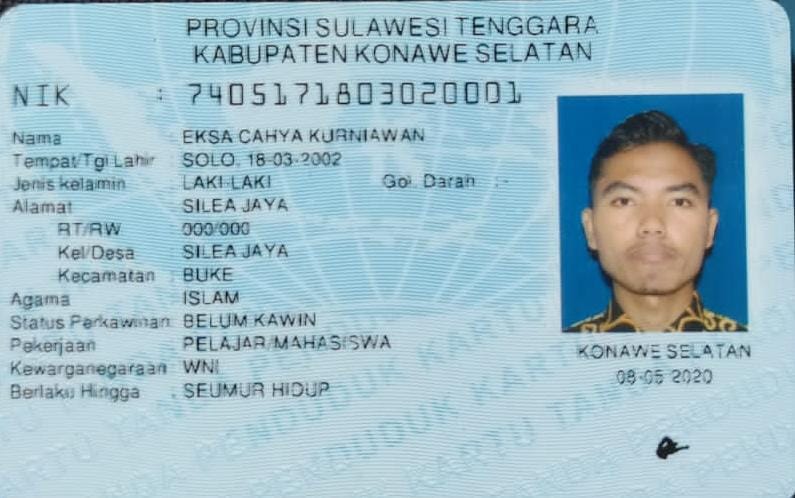 PROVINSI SULAWESI TENGGARA
KABUPATEN KONAWE SELATAN
NIK : 7405171803020001
Nama : EKSA CAHYA KURNIAWAN
Tempat/Tgl Lahir : SOLO, 18-03-2002
Jenis kelamin : LAKI-LAKI Gol. Darah : -
Alamat : SILEA JAYA
RT/RW : 000/000
Kel/Desa : SILEA JAYA
Kecamatan : BUKE
Agama : ISLAM
Status Perkawinan: BELUM KAWIN
Pekerjaan : PELAJAR/MAHASISWA
Kewarganegaraan: WNI
Berlaku Hingga : SEUMUR HIDUP
KONAWE SELATAN
08-05-2020